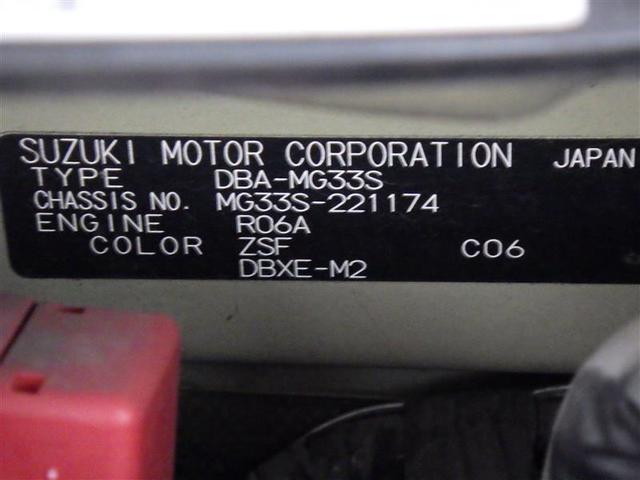 SUZUKI MOTOR CORPORATION JAPAN
TYPE DBA-MG33S
CHASSIS NO. MG33S-221174
ENGINE R06A
COLOR ZSF C06
DBXE-M2